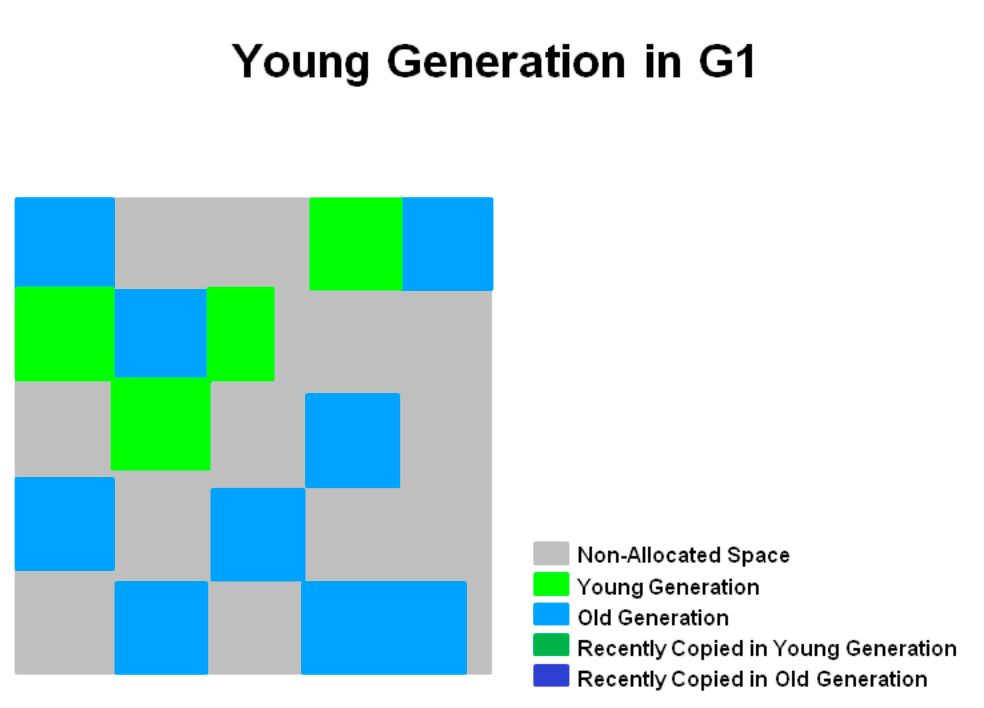 Young Generation in G1
Non-Allocated Space
Young Generation
Old Generation
Recently Copied in Young Generation
Recently Copied in Old Generation